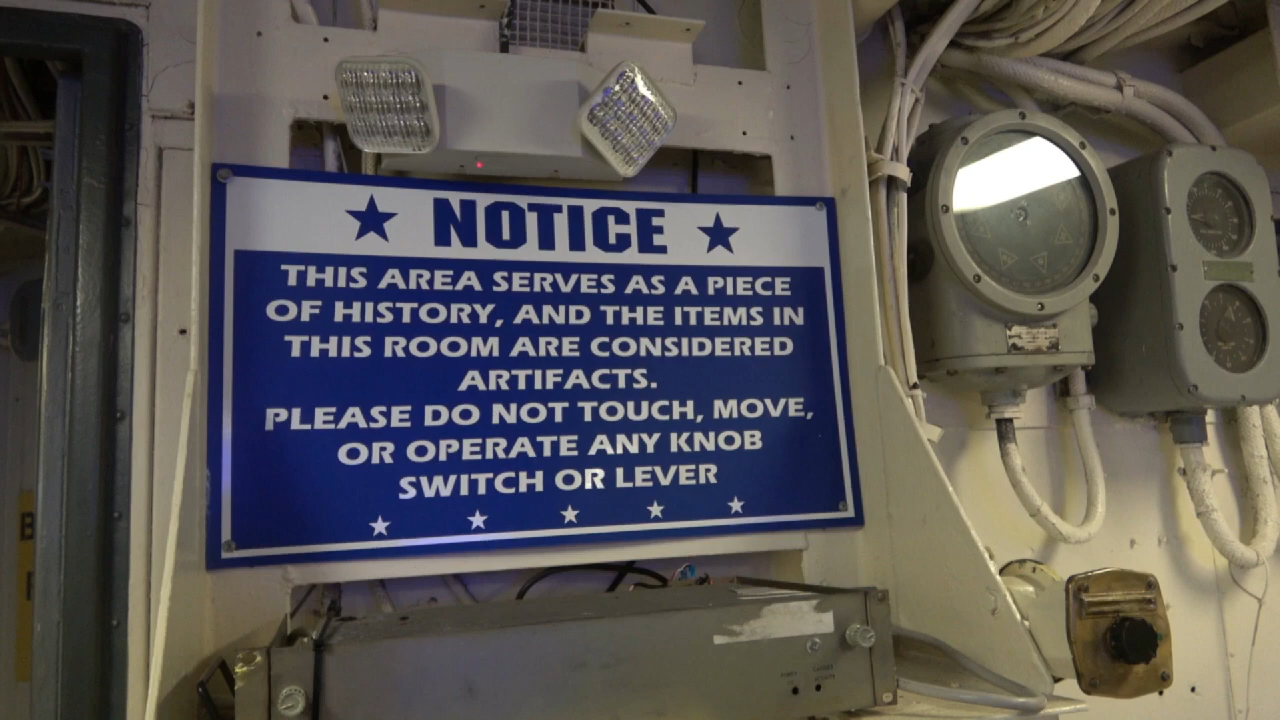 NOTICE
THIS AREA SERVES AS A PIECE
OF HISTORY, AND THE ITEMS IN
THIS ROOM ARE CONSIDERED
ARTIFACTS.
PLEASE DO NOT TOUCH, MOVE,
OR OPERATE ANY KNOB
SWITCH OR LEVER